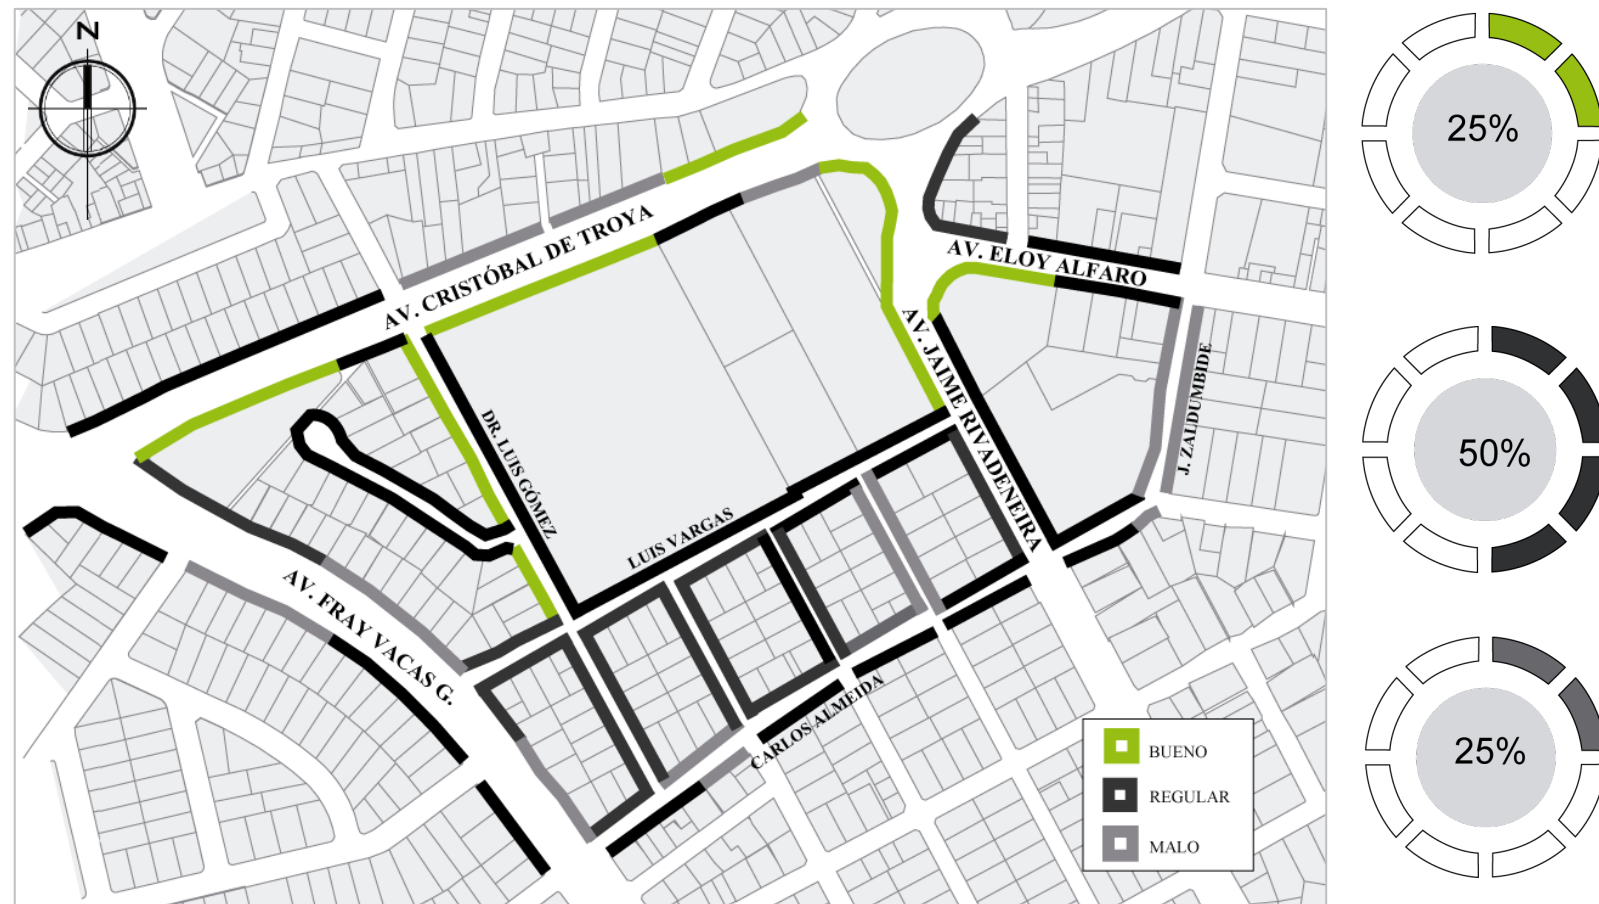 N
25%
AV. CRISTÓBAL DE TROYA
AV. ELOY ALFARO
AV. JAIME RIVADENEIRA
J. ZALDUMBIDE
DR. LUIS GÓMEZ
50%
LUIS VARGAS
AV. FRAY VACAS G.
CARLOS ALMEIDA
BUENO
REGULAR
MALO
25%